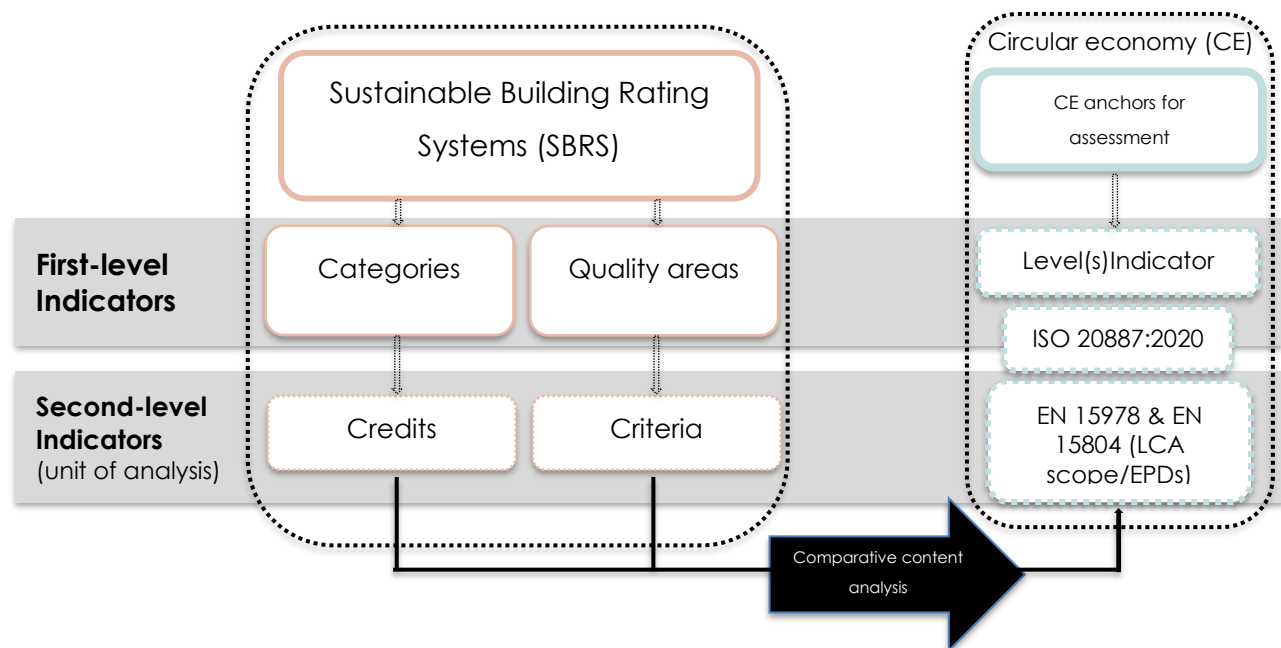 Sustainable Building Rating
Systems (SBRS)
Circular economy (CE)
CE anchors for
assessment
First-level
Indicators
Categories
Quality areas
Level(s)Indicator
ISO 20887:2020
Second-level
Indicators
(unit of analysis)
Credits
Criteria
EN 15978 & EN
15804 (LCA
scope/EPDs)
Comparative content
analysis